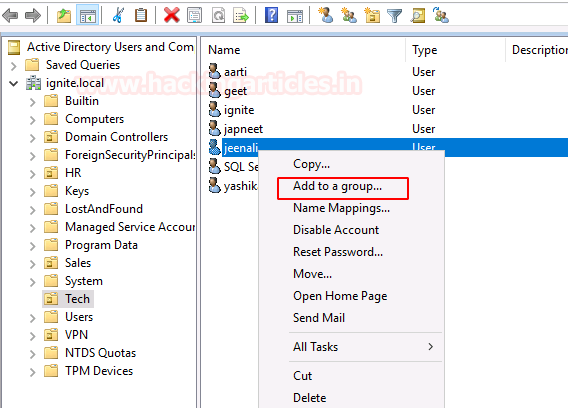 Active Directory Users and Com
Saved Queries
ignite.local
Builtin
Computers
Domain Controllers
ForeignSecurityPrincipals
HR
Keys
LostAndFound
Managed Service Accour
Program Data
Sales
System
Tech
Users
VPN
NTDS Quotas
TPM Devices
Name Type Description
www.hackingarticles.in
aarti User
geet User
ignite User
japneet User
jeenali User
SQL Se
yashik
Copy...
Add to a group...
Name Mappings...
Disable Account
Reset Password...
Move...
Open Home Page
Send Mail
All Tasks
Cut
Delete